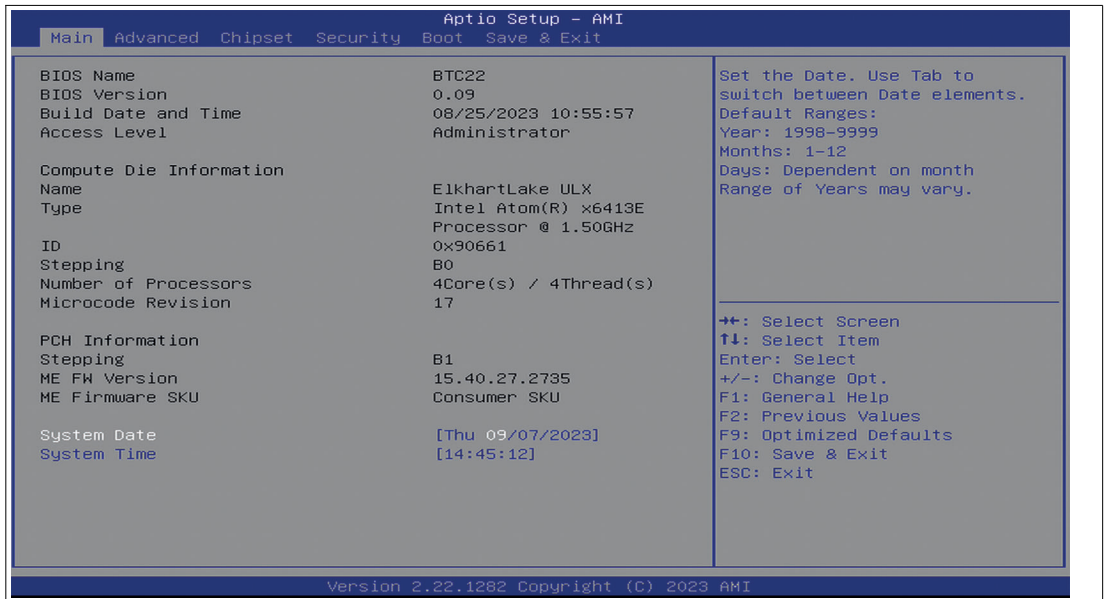 Aptio Setup – AMI
Main Advanced Chipset Security Boot Save & Exit
BIOS Name BTC22
BIOS Version 0.09
Build Date and Time 08/25/2023 10:55:57
Access Level Administrator
Compute Die Information
Name ElkhartLake ULX
Type Intel Atom(R) x6413E
Processor @ 1.50GHz
ID 0x90661
Stepping B0
Number of Processors 4Core(s) / 4Thread(s)
Microcode Revision 17
PCH Information
Stepping B1
ME FW Version 15.40.27.2735
ME Firmware SKU Consumer SKU
System Date [Thu 09/07/2023]
System Time [14:45:12]
Set the Date. Use Tab to
switch between Date elements.
Default Ranges:
Year: 1998-9999
Months: 1-12
Days: Dependent on month
Range of Years may vary.
→←: Select Screen
↑↓: Select Item
Enter: Select
+/-: Change Opt.
F1: General Help
F2: Previous Values
F9: Optimized Defaults
F10: Save & Exit
ESC: Exit
Version 2.22.1282 Copyright (C) 2023 AMI